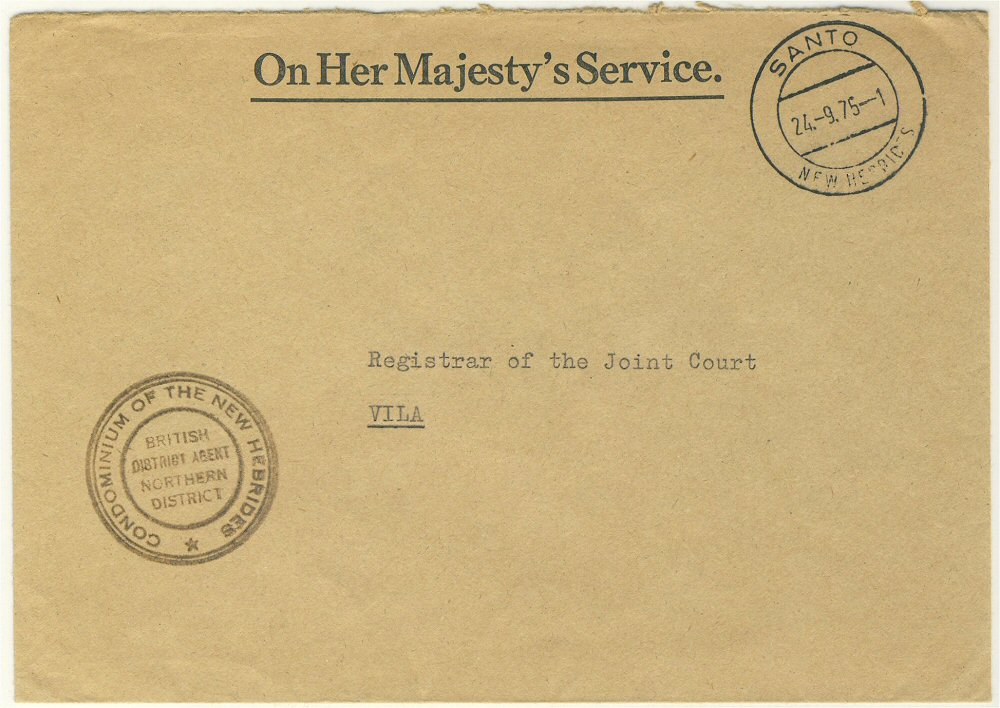 On Her Majesty's Service.
SANTO
24.-9.75-1
NEW HEBRIDES
Registrar of the Joint Court
VILA
CONDOMINIUM OF THE NEW HEBRIDES
BRITISH
DISTRICT AGENT
NORTHERN
DISTRICT